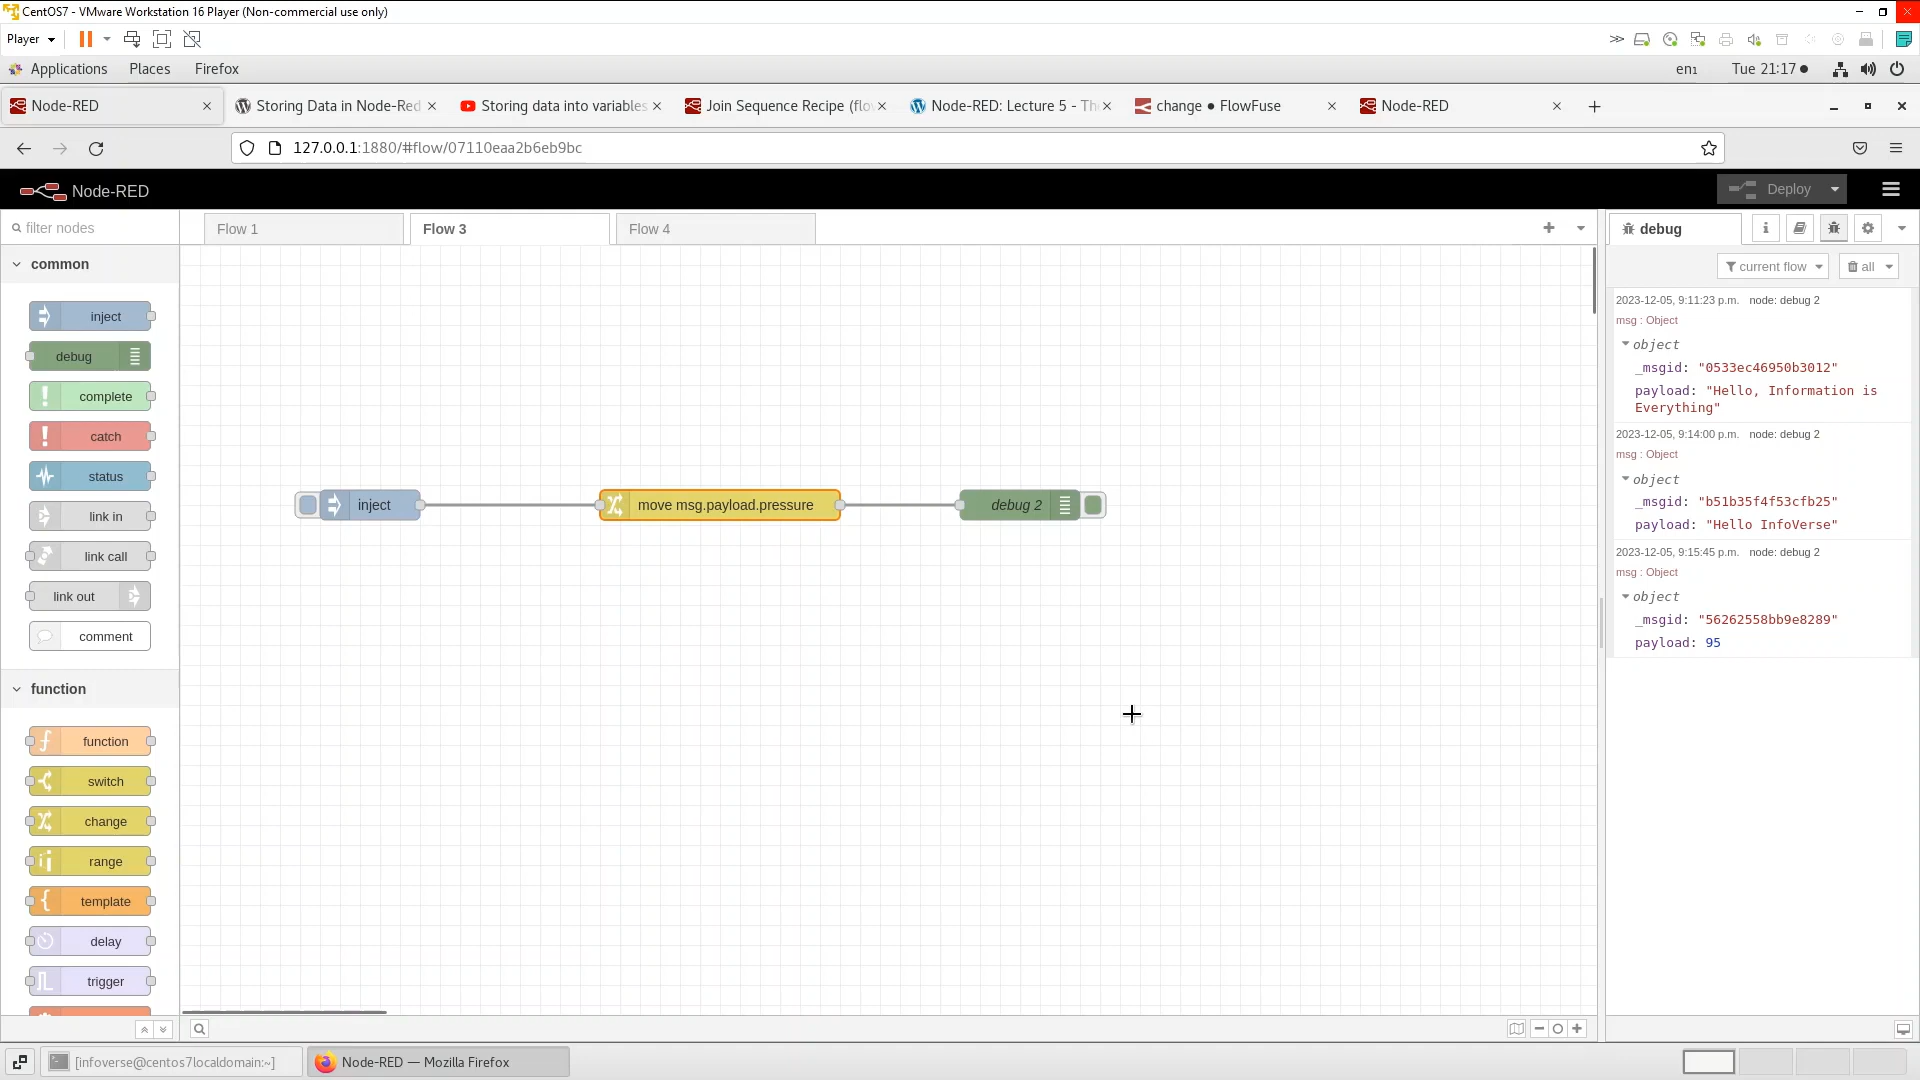 CentOS7 - VMware Workstation 16 Player (Non-commercial use only)
Player
Applications Places Firefox en1 Tue 21:17
Node-RED
Storing Data in Node-Red
Storing data into variables
Join Sequence Recipe (flo
Node-RED: Lecture 5 - Th
change ● FlowFuse
Node-RED
127.0.0.1:1880/#flow/07110eaa2b6eb9bc
Node-RED
Deploy
filter nodes
common
inject
debug
complete
catch
status
link in
link call
link out
comment
function
function
switch
change
range
template
delay
trigger
Flow 1
Flow 3
Flow 4
inject
move msg.payload.pressure
debug 2
debug
current flow
all
2023-12-05, 9:11:23 p.m. node: debug 2
msg : Object
object
_msgid: "0533ec46950b3012"
payload: "Hello, Information is
Everything"
2023-12-05, 9:14:00 p.m. node: debug 2
msg : Object
object
_msgid: "b51b35f4f53cfb25"
payload: "Hello InfoVerse"
2023-12-05, 9:15:45 p.m. node: debug 2
msg : Object
object
_msgid: "56262558bb9e8289"
payload: 95
[infoverse@centos7localdomain:~]
Node-RED — Mozilla Firefox